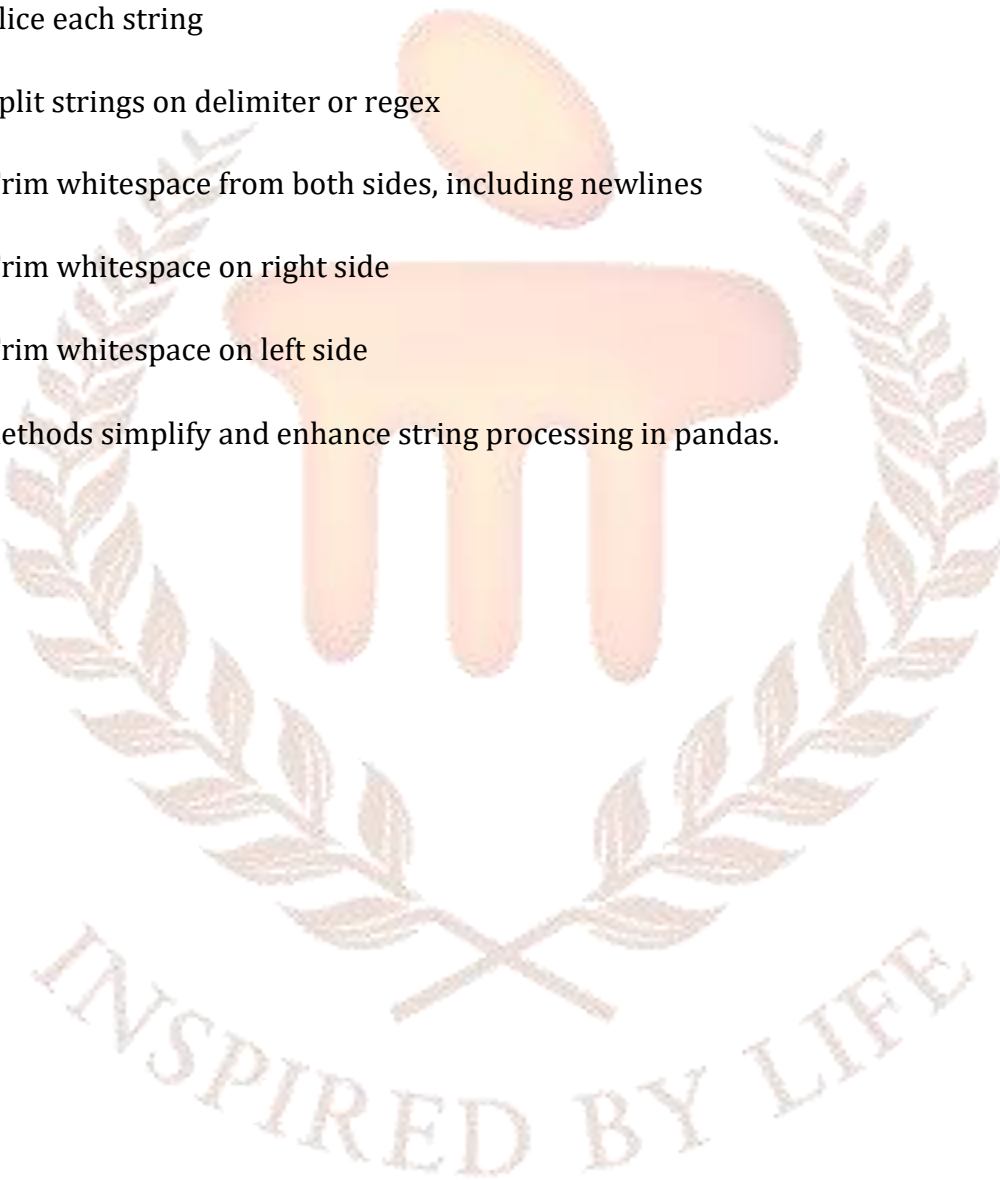 lice each string
plit strings on delimiter or regex
rim whitespace from both sides, including newlines
rim whitespace on right side
rim whitespace on left side
ethods simplify and enhance string processing in pandas.
INSPIRED BY LIFE